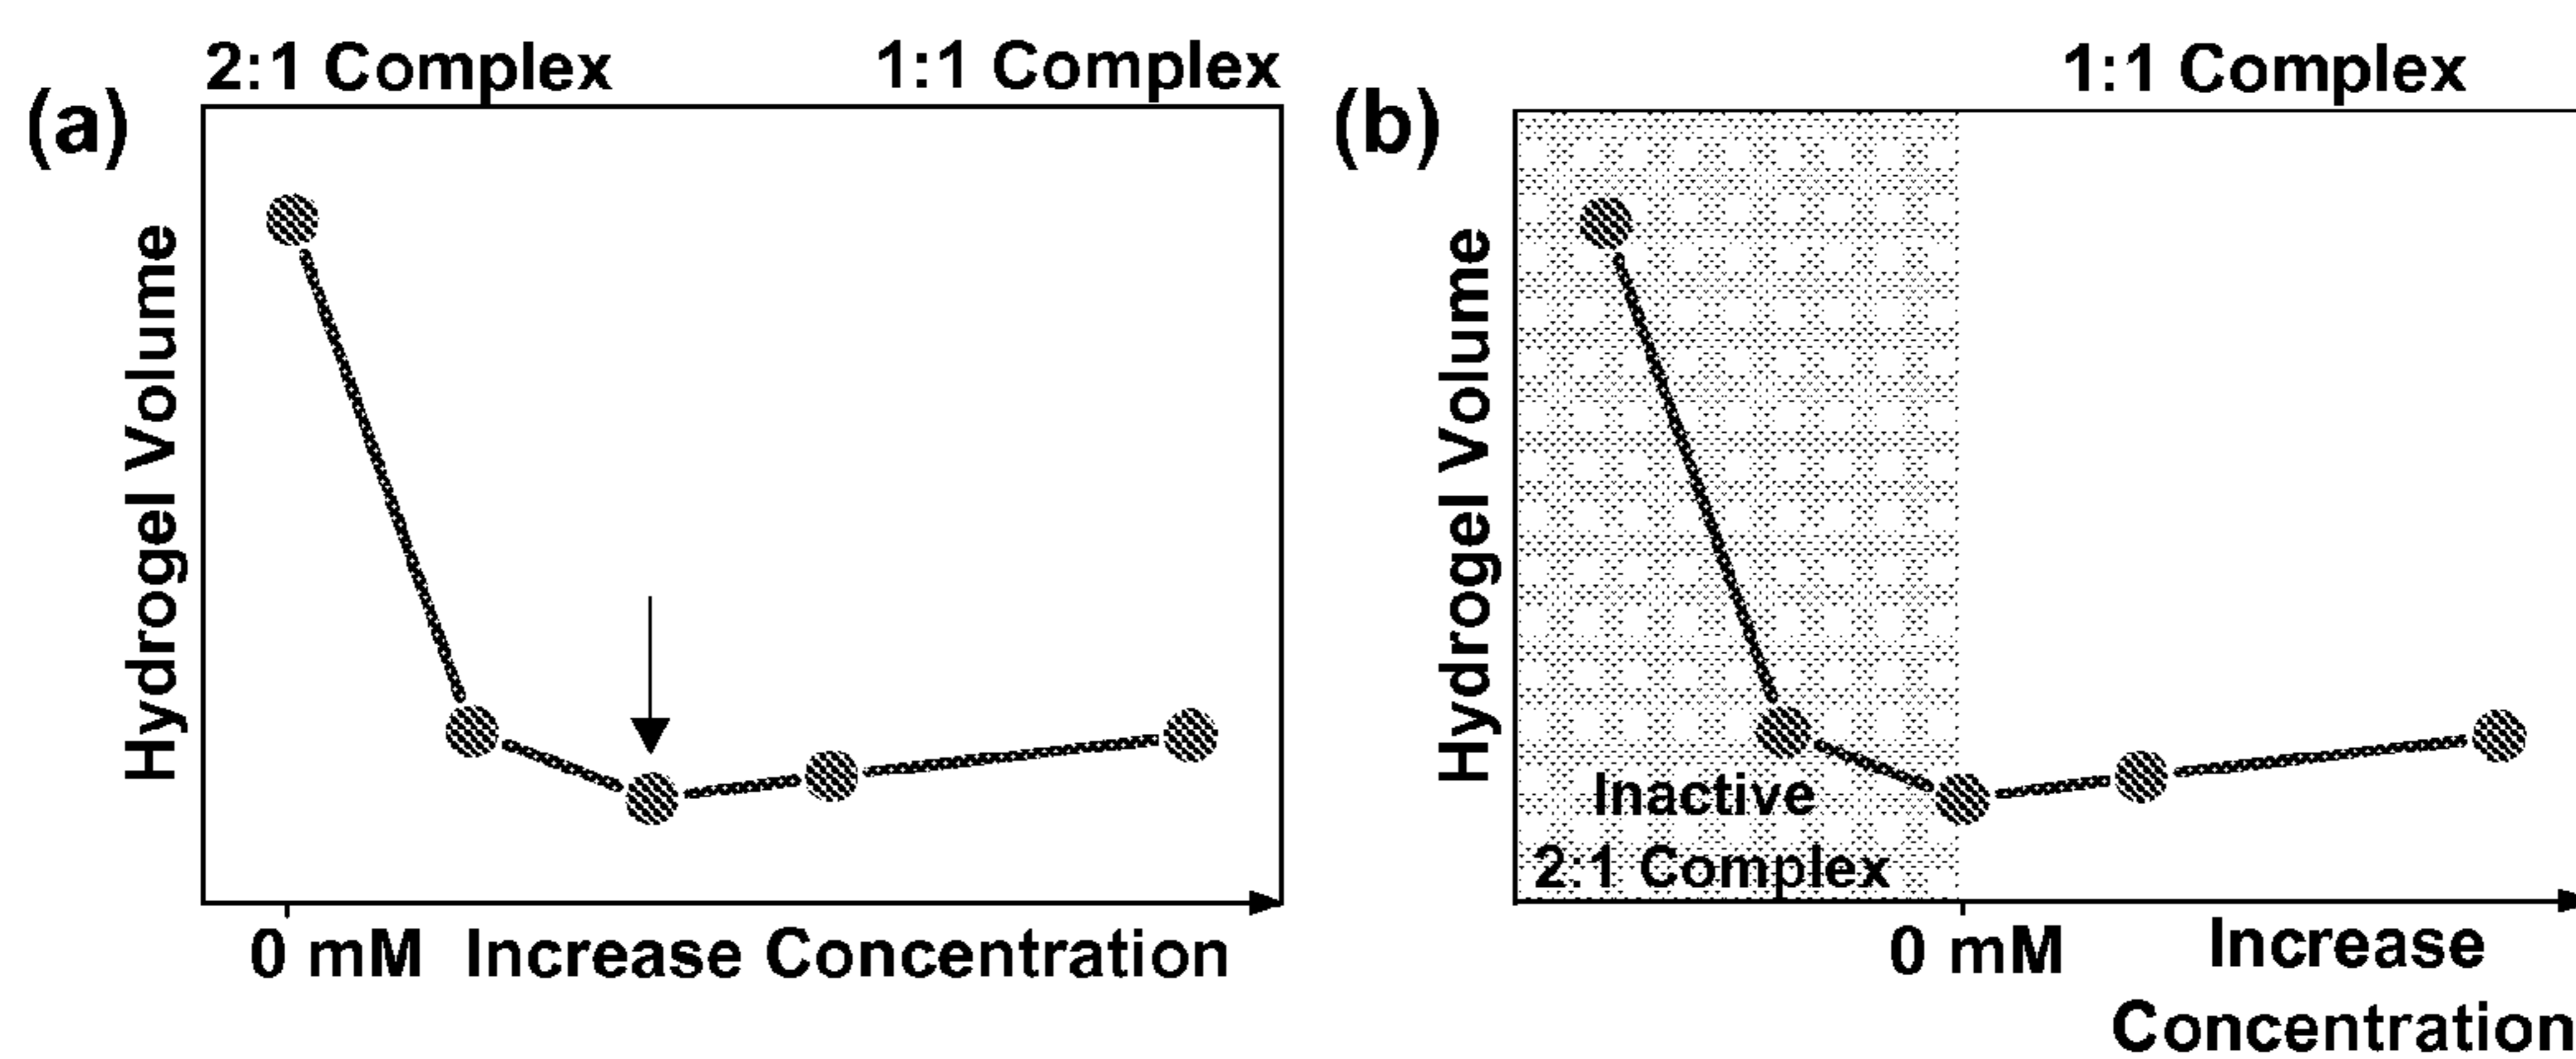 (a)
2:1 Complex
1:1 Complex
Hydrogel Volume
0 mM
Increase Concentration
(b)
1:1 Complex
Hydrogel Volume
Inactive
2:1 Complex
0 mM
Increase
Concentration